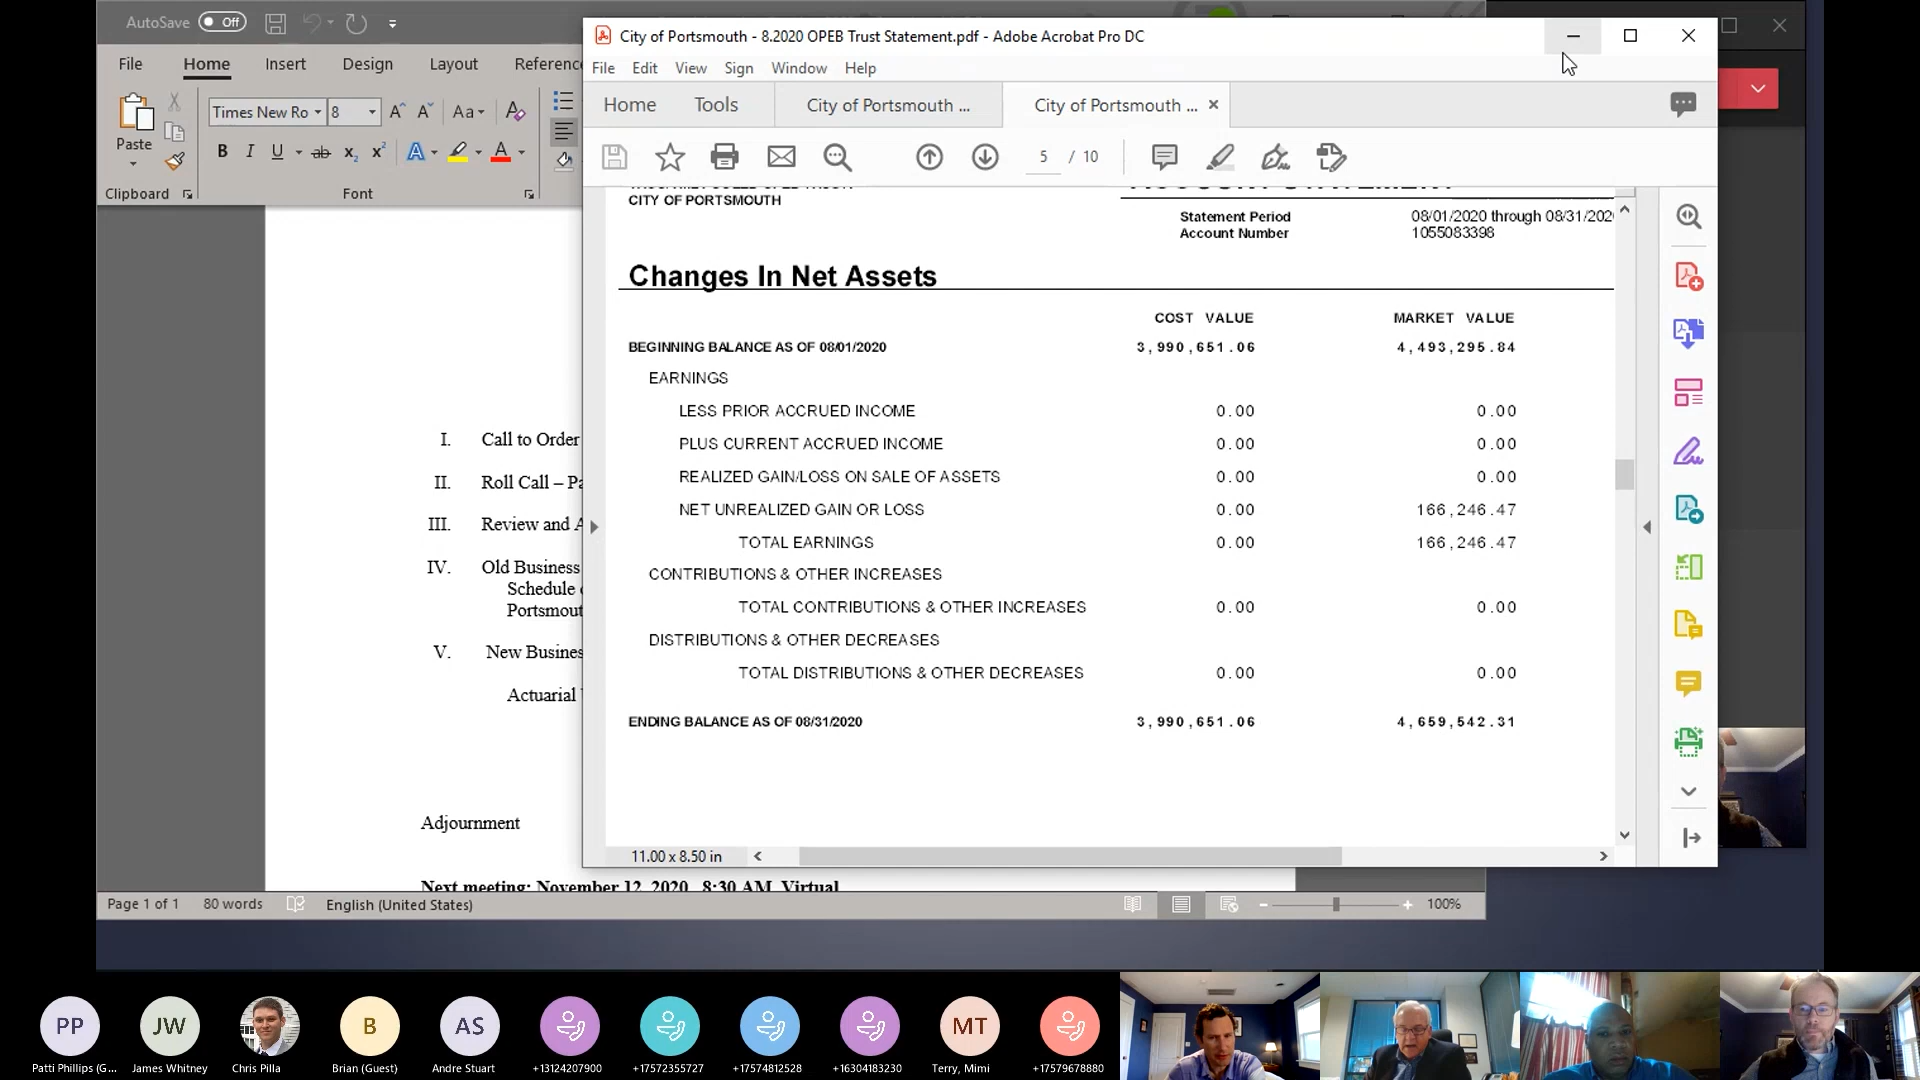 AutoSave Off
File Home Insert Design Layout Reference
Times New Ro 8
Paste
Clipboard Font
I. Call to Order
II. Roll Call – Pa
III. Review and A
IV. Old Business
Schedule
Portsmout
V. New Busines
Actuarial
Adjournment
Next meeting: November 12, 2020 8:30 AM Virtual
Page 1 of 1 80 words English (United States) 100%
City of Portsmouth - 8.2020 OPEB Trust Statement.pdf - Adobe Acrobat Pro DC
File Edit View Sign Window Help
Home Tools City of Portsmouth ... City of Portsmouth ... ×
5 / 10
CITY OF PORTSMOUTH
ACCOUNT STATEMENT
Statement Period 08/01/2020 through 08/31/202
Account Number 1055083398
Changes In Net Assets
COST VALUE MARKET VALUE
BEGINNING BALANCE AS OF 08/01/2020 3,990,651.06 4,493,295.84
EARNINGS
LESS PRIOR ACCRUED INCOME 0.00 0.00
PLUS CURRENT ACCRUED INCOME 0.00 0.00
REALIZED GAIN/LOSS ON SALE OF ASSETS 0.00 0.00
NET UNREALIZED GAIN OR LOSS 0.00 166,246.47
TOTAL EARNINGS 0.00 166,246.47
CONTRIBUTIONS & OTHER INCREASES
TOTAL CONTRIBUTIONS & OTHER INCREASES 0.00 0.00
DISTRIBUTIONS & OTHER DECREASES
TOTAL DISTRIBUTIONS & OTHER DECREASES 0.00 0.00
ENDING BALANCE AS OF 08/31/2020 3,990,651.06 4,659,542.31
11.00 x 8.50 in
PP JW B AS MT
Patti Phillips (G... James Whitney Chris Pilla Brian (Guest) Andre Stuart +13124207900 +17572355727 +17574812528 +16304183230 Terry, Mimi +17579678880